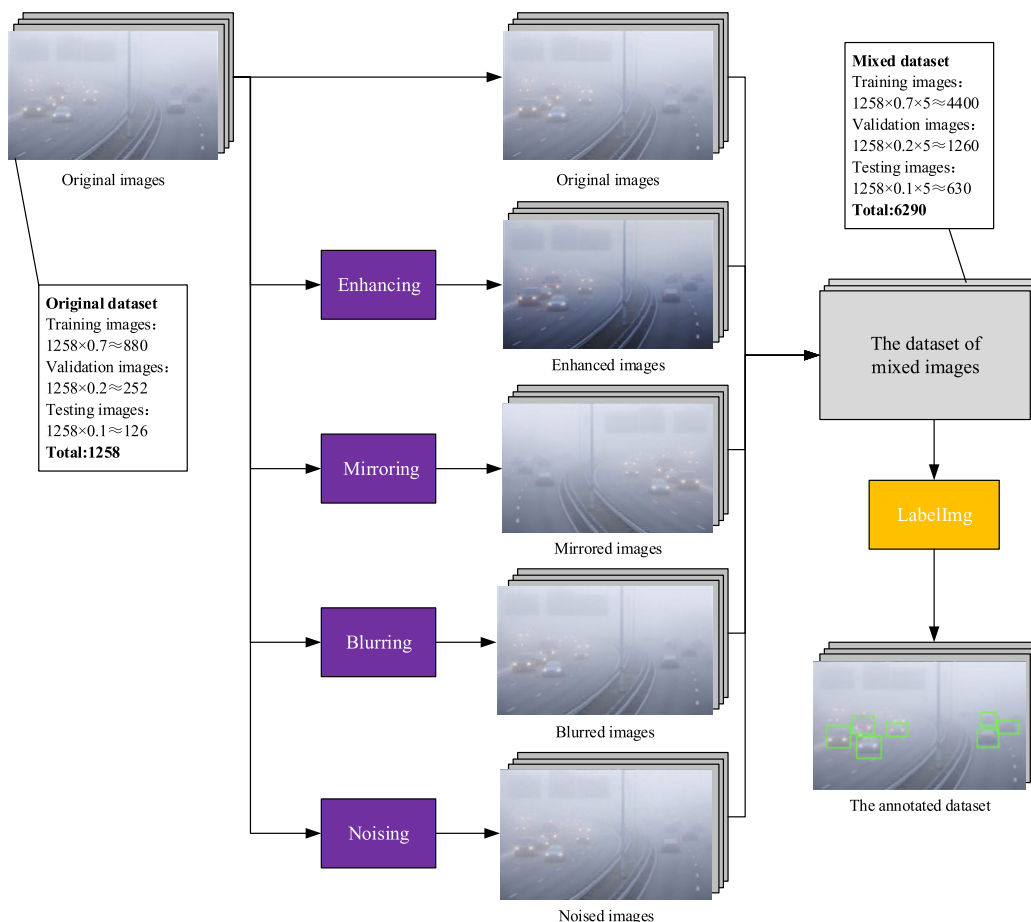 Original images
Original dataset
Training images：
1258×0.7≈880
Validation images：
1258×0.2≈252
Testing images：
1258×0.1≈126
Total:1258
Enhancing
Mirroring
Blurring
Noising
Original images
Enhanced images
Mirrored images
Blurred images
Noised images
Mixed dataset
Training images：
1258×0.7×5≈4400
Validation images：
1258×0.2×5≈1260
Testing images：
1258×0.1×5≈630
Total:6290
The dataset of
mixed images
LabelImg
The annotated dataset